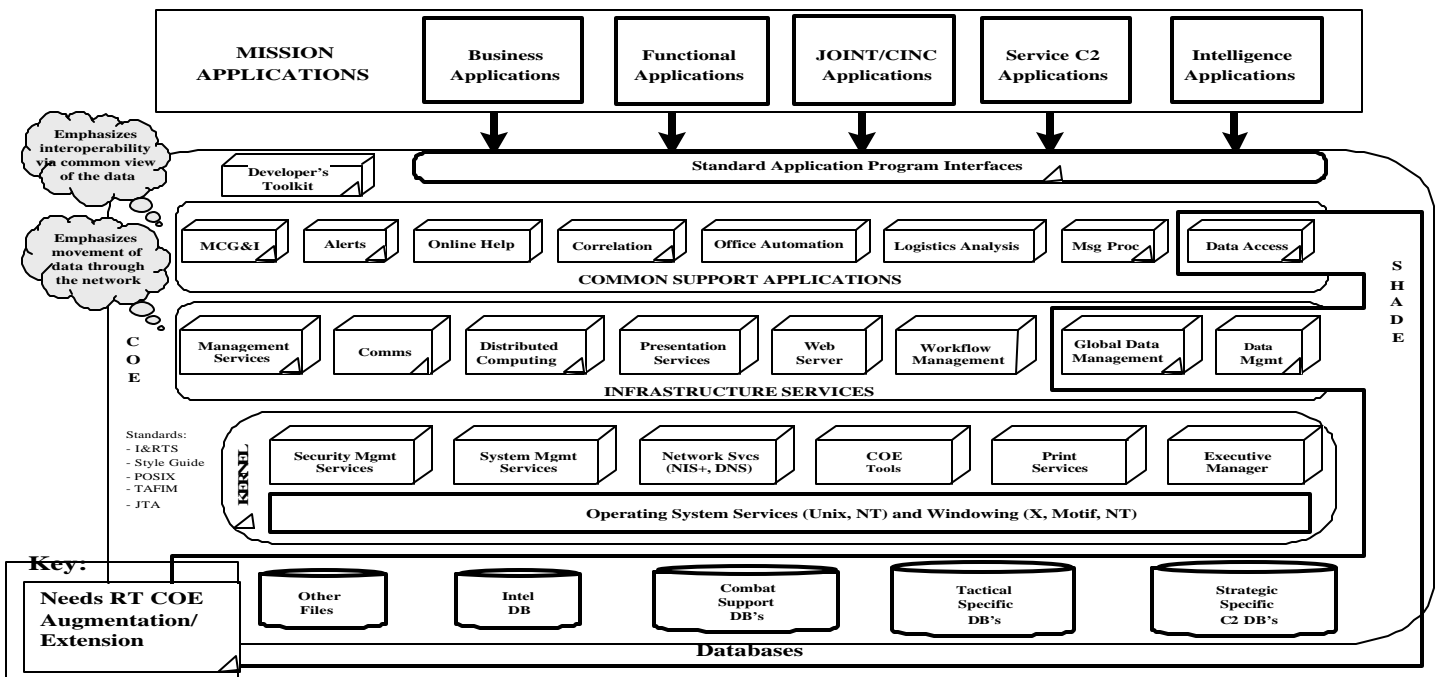 MISSION
APPLICATIONS
Business
Applications
Functional
Applications
JOINT/CINC
Applications
Service C2
Applications
Intelligence
Applications
Emphasizes
interoperability
via common view
of the data
Developer's
Toolkit
Standard Application Program Interfaces
Emphasizes
movement of
data through
the network
MCG&I
Alerts
Online Help
Correlation
Office Automation
Logistics Analysis
Msg Proc
Data Access
COMMON SUPPORT APPLICATIONS
S
H
A
D
E
C
O
E
Management
Services
Comms
Distributed
Computing
Presentation
Services
Web
Server
Workflow
Management
Global Data
Management
Data
Mgmt
INFRASTRUCTURE SERVICES
Standards:
- I&RTS
- Style Guide
- POSIX
- TAFIM
- JTA
KERNEL
Security Mgmt
Services
System Mgmt
Services
Network Svcs
(NIS+, DNS)
COE
Tools
Print
Services
Executive
Manager
Operating System Services (Unix, NT) and Windowing (X, Motif, NT)
Key:
Needs RT COE
Augmentation/
Extension
Other
Files
Intel
DB
Combat
Support
DB's
Tactical
Specific
DB's
Strategic
Specific
C2 DB's
Databases